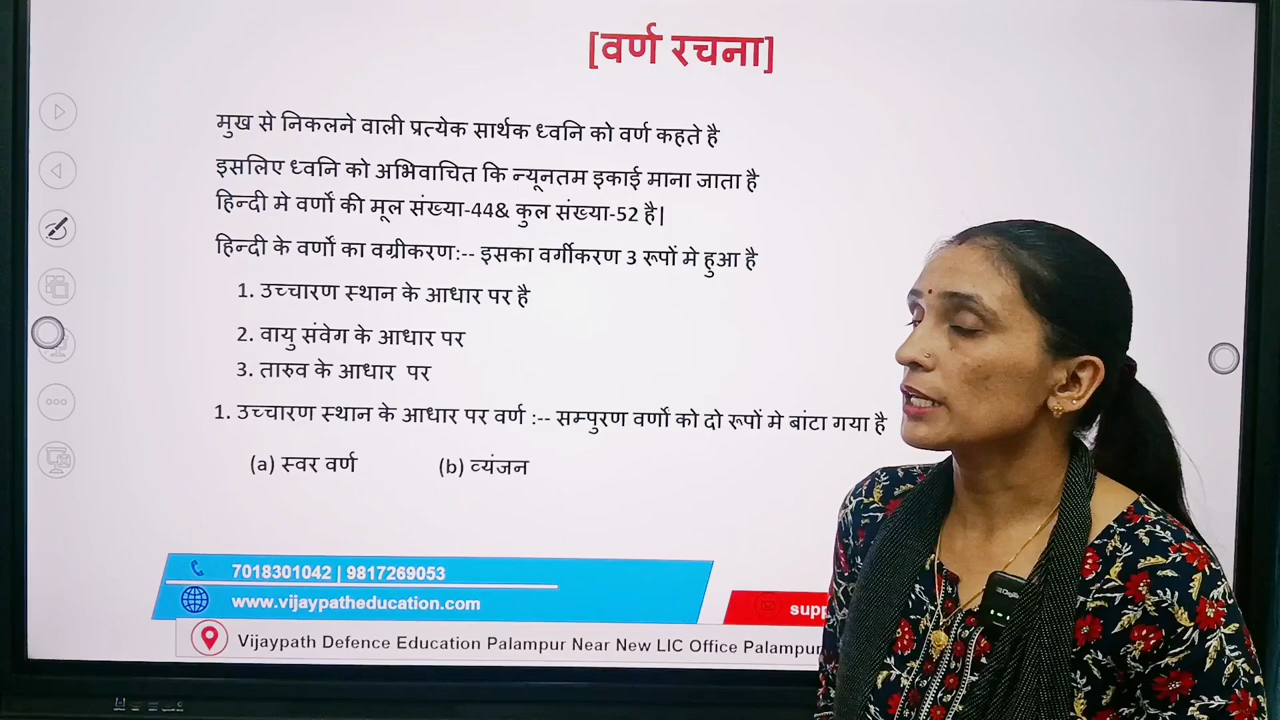 [वर्ण रचना]
मुख से निकलने वाली प्रत्येक सार्थक ध्वनि को वर्ण कहते है
इसलिए ध्वनि को अभिवाचित कि न्यूनतम इकाई माना जाता है
हिन्दी मे वर्णों की मूल संख्या-44& कुल संख्या-52 है|
हिन्दी के वर्णो का वग्रीकरण:-- इसका वर्गीकरण 3 रूपों मे हुआ है
1. उच्चारण स्थान के आधार पर है
2. वायु संवेग के आधार पर
3. तारुव के आधार पर
1. उच्चारण स्थान के आधार पर वर्ण :-- सम्पुरण वर्णों को दो रूपों मे बांटा गया है
(a) स्वर वर्ण (b) व्यंजन
7018301042 | 9817269053
www.vijaypatheducation.com
supp
Vijaypath Defence Education Palampur Near New LIC Office Palampur